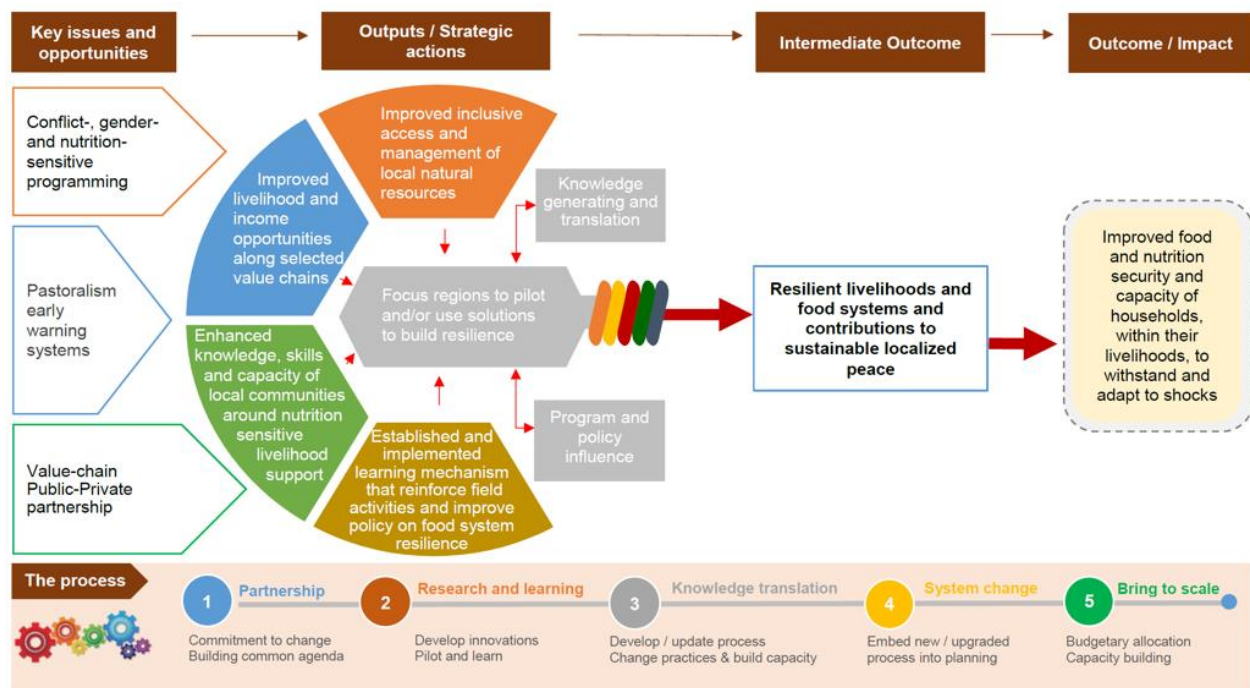 Key issues and
opportunities
Outputs / Strategic
actions
Intermediate Outcome
Outcome / Impact
Conflict-, gender-
and nutrition-
sensitive
programming
Pastoralism
early
warning
systems
Value-chain
Public-Private
partnership
Improved inclusive
access and
management of
local natural
resources
Improved
livelihood and
income
opportunities
along selected
value chains
Enhanced
knowledge, skills
and capacity of
local communities
around nutrition
sensitive
livelihood
support
Established and
implemented
learning mechanism
that reinforce field
activities and improve
policy on food system
resilience
Knowledge
generating and
translation
Focus regions to pilot
and/or use solutions
to build resilience
Program and
policy
influence
Resilient livelihoods and
food systems and
contributions to
sustainable localized
peace
Improved food
and nutrition
security and
capacity of
households,
within their
livelihoods, to
withstand and
adapt to shocks
The process
1
Partnership
Commitment to change
Building common agenda
2
Research and learning
Develop innovations
Pilot and learn
3
Knowledge translation
Develop / update process
Change practices & build capacity
4
System change
Embed new / upgraded
process into planning
5
Bring to scale
Budgetary allocation
Capacity building